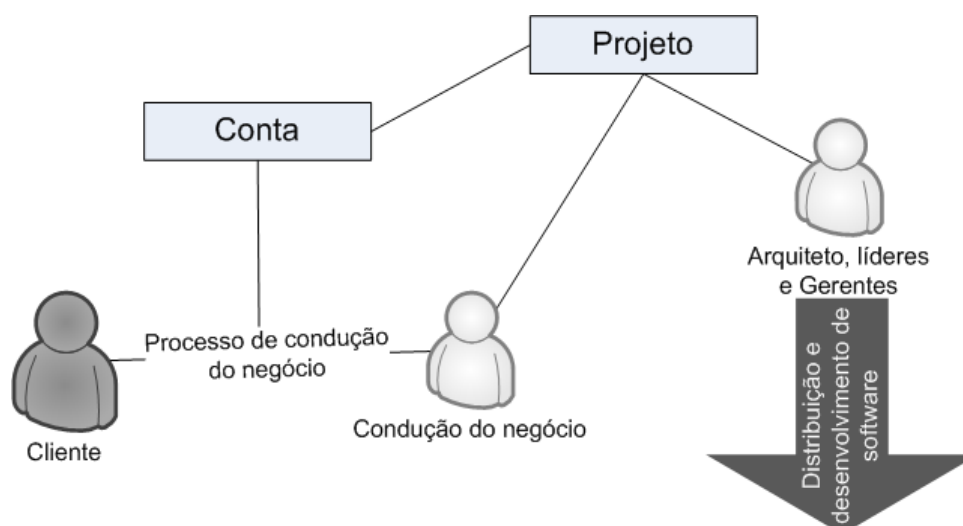 Projeto
Conta
Arquiteto, líderes
e Gerentes
Processo de condução
do negócio
Cliente
Condução do negócio
Distribuição e
desenvolvimento de
software